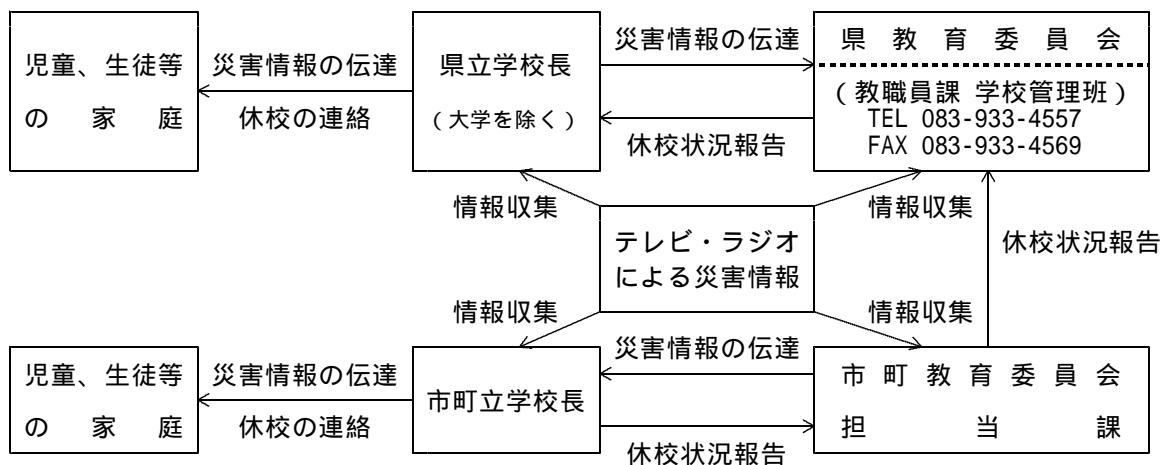 児童、生徒等
の家庭
災害情報の伝達
休校の連絡
県立学校長
（大学を除く）
災害情報の伝達
休校状況報告
県教育委員会
（教職員課 学校管理班）
TEL 083-933-4557
FAX 083-933-4569
情報収集
情報収集
テレビ・ラジオ
による災害情報
休校状況報告
情報収集
情報収集
児童、生徒等
の家庭
災害情報の伝達
休校の連絡
市町立学校長
災害情報の伝達
休校状況報告
市町教育委員会
担当課